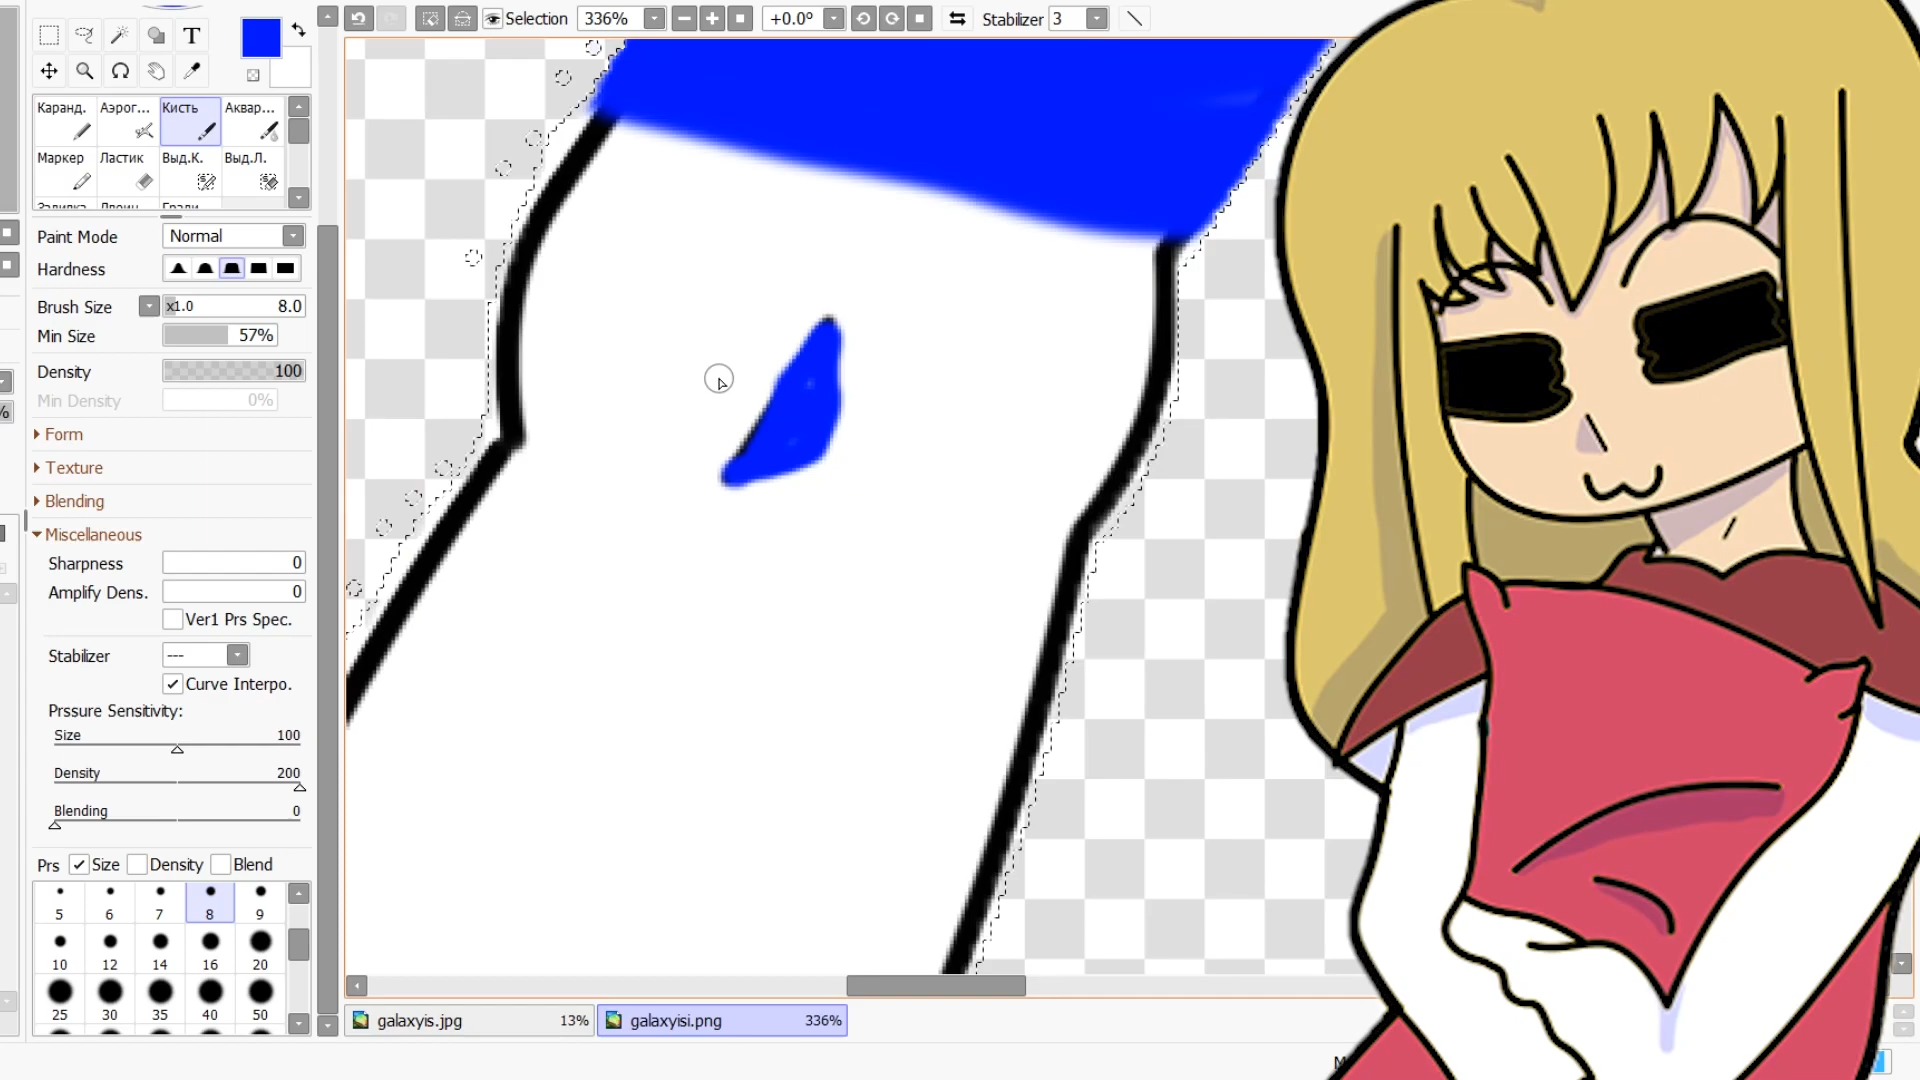 Selection 336% +0.0° Stabilizer 3
T
Каранд. Аэрог... Кисть Аквар...
Маркер Ластик Выд.К. Выд.Л.
Paint Mode Normal
Hardness
Brush Size x1.0 8.0
Min Size 57%
Density 100
Min Density 0%
Form
Texture
Blending
Miscellaneous
Sharpness 0
Amplify Dens. 0
Ver1 Prs Spec.
Stabilizer ---
Curve Interpo.
Prssure Sensitivity:
Size 100
Density 200
Blending 0
Prs Size Density Blend
5 6 7 8 9
10 12 14 16 20
25 30 35 40 50
galaxyis.jpg 13% galaxyisi.png 336%